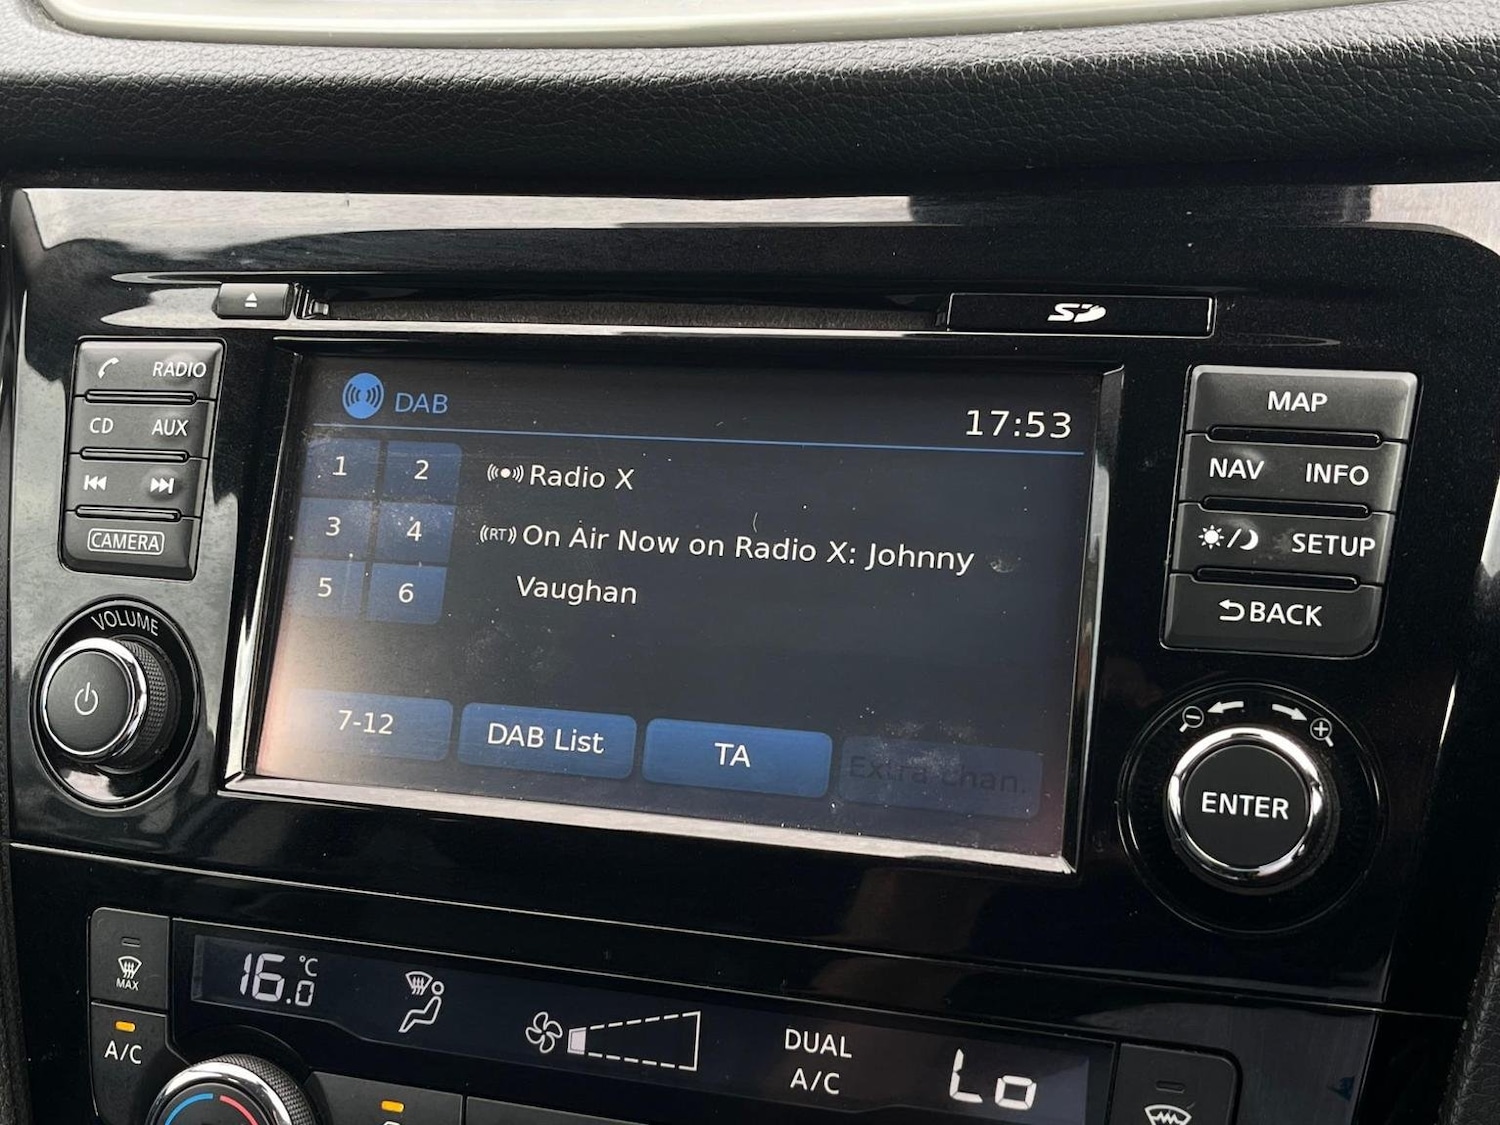 SD
RADIO
CD AUX
CAMERA
VOLUME
DAB
17:53
1 2
3 4
5 6
Radio X
(RT) On Air Now on Radio X: Johnny
Vaughan
7-12
DAB List
TA
Extra chan.
MAP
NAV INFO
SETUP
BACK
ENTER
MAX
A/C
16.0 °C
DUAL
A/C
Lo